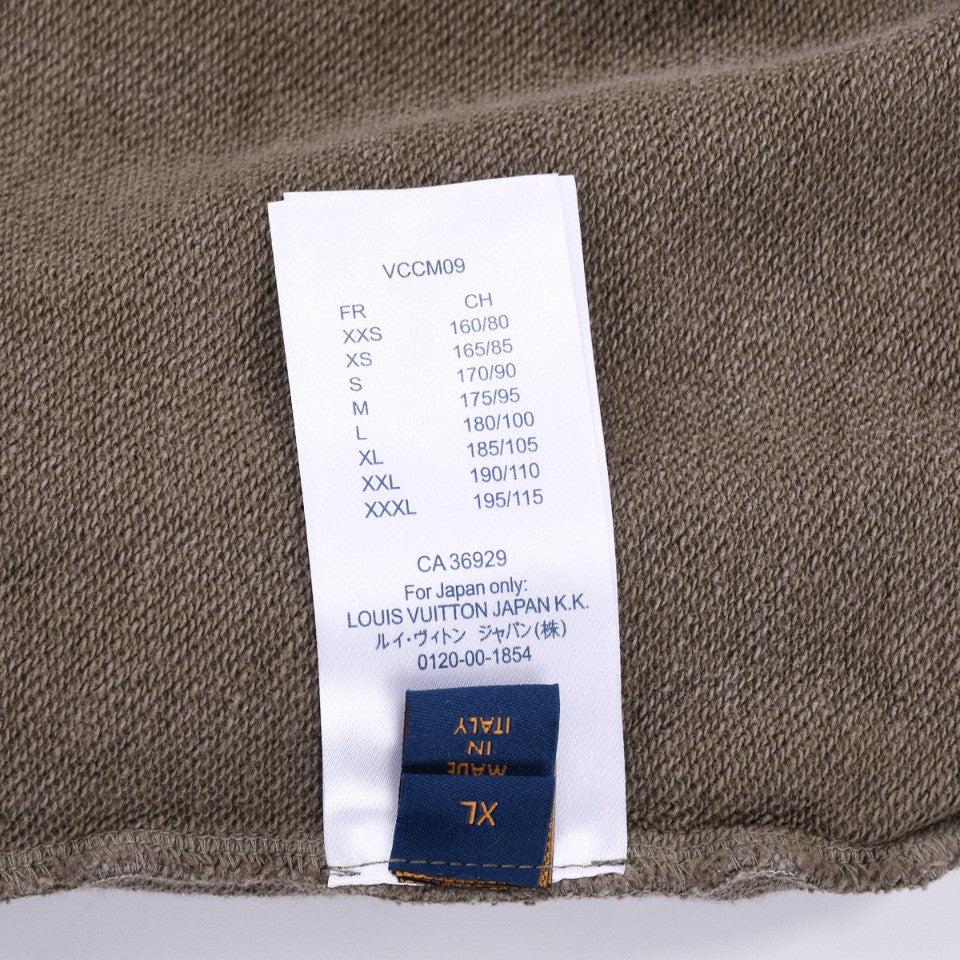 VCCM09
FR CH
XXS 160/80
XS 165/85
S 170/90
M 175/95
L 180/100
XL 185/105
XXL 190/110
XXXL 195/115
CA 36929
For Japan only:
LOUIS VUITTON JAPAN K.K.
ルイ・ヴィトン ジャパン(株)
0120-00-1854
MADE
IN
ITALY
XL